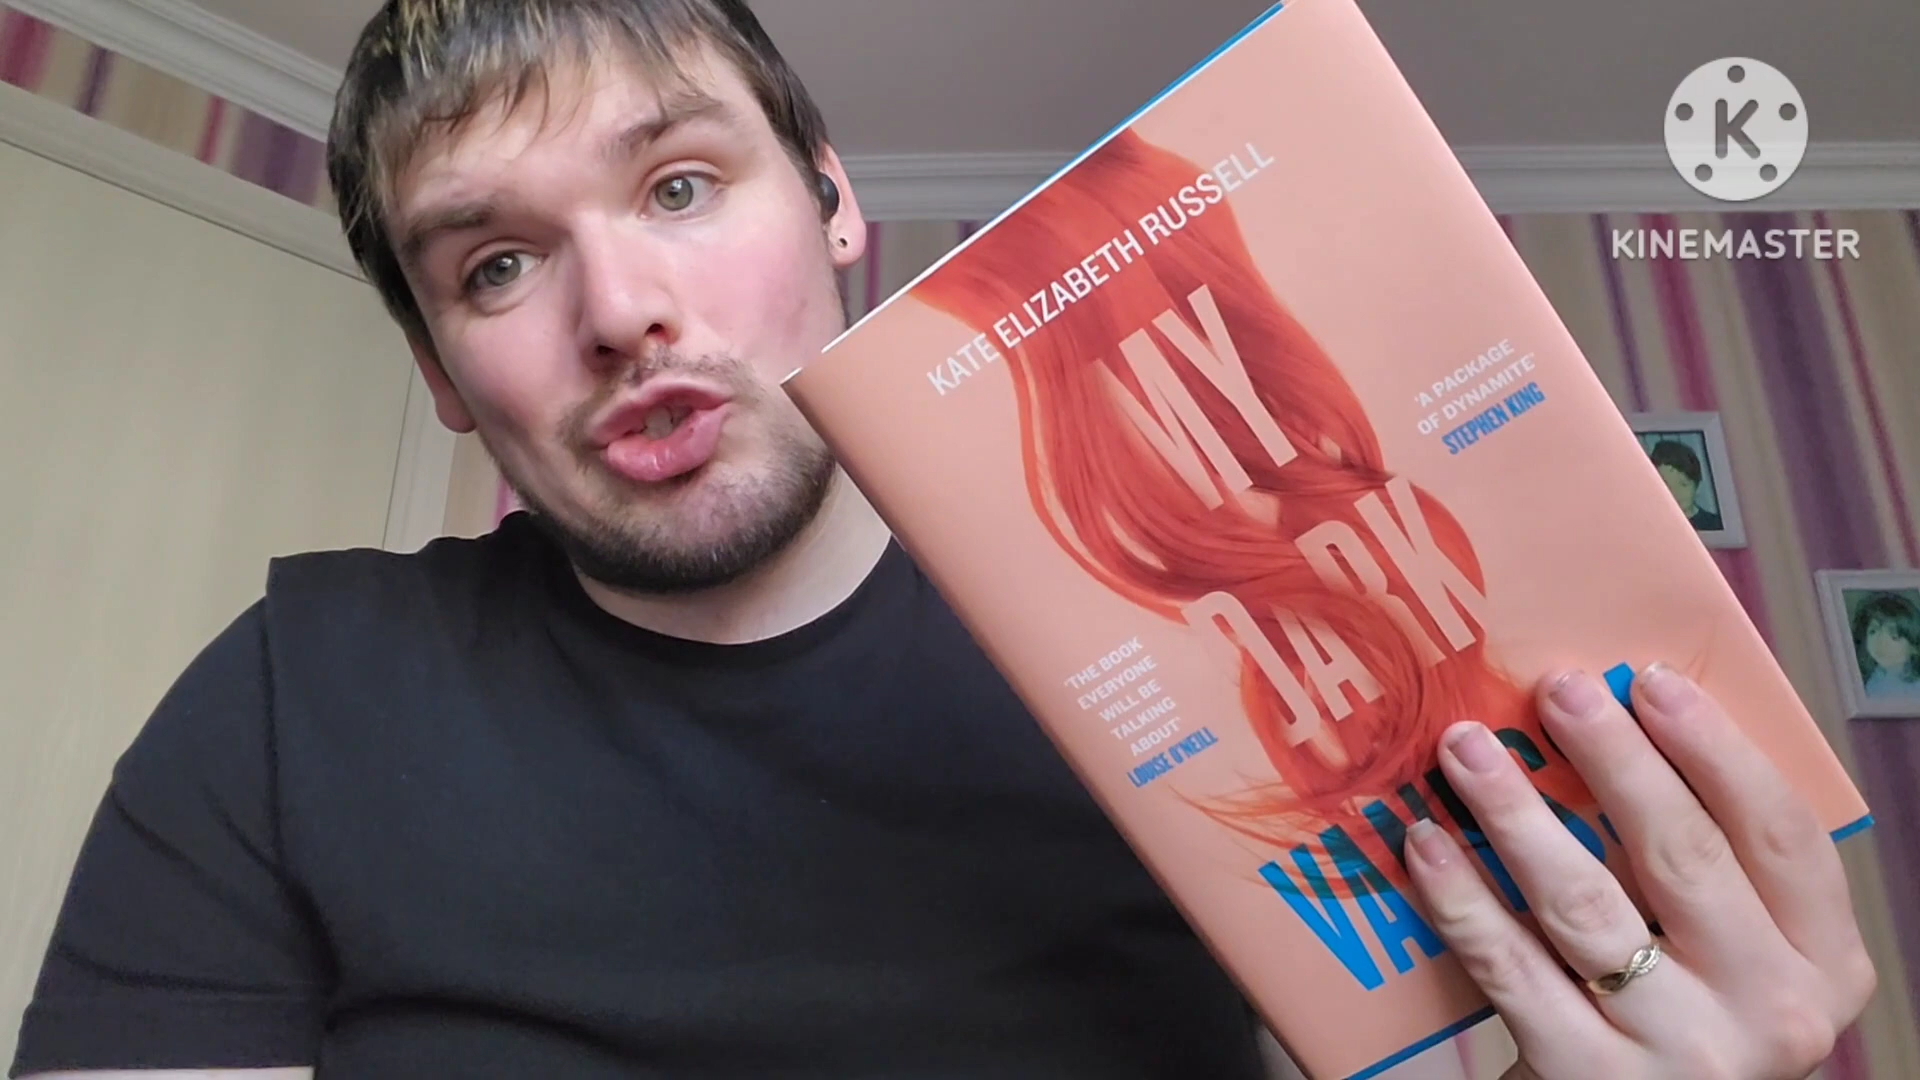 KATE ELIZABETH RUSSELL
MY
DARK
'A PACKAGE
OF DYNAMITE'
STEPHEN KING
'THE BOOK
EVERYONE
WILL BE
TALKING
ABOUT'
LOUISE O'NEILL
K
KINEMASTER